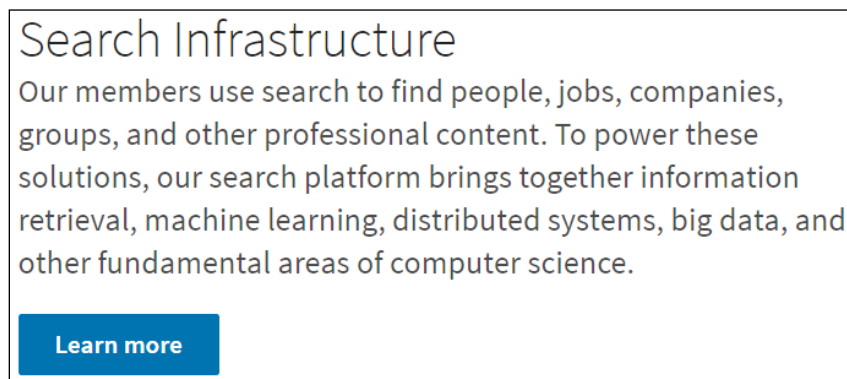 Search Infrastructure
Our members use search to find people, jobs, companies,
groups, and other professional content. To power these
solutions, our search platform brings together information
retrieval, machine learning, distributed systems, big data, and
other fundamental areas of computer science.
Learn more